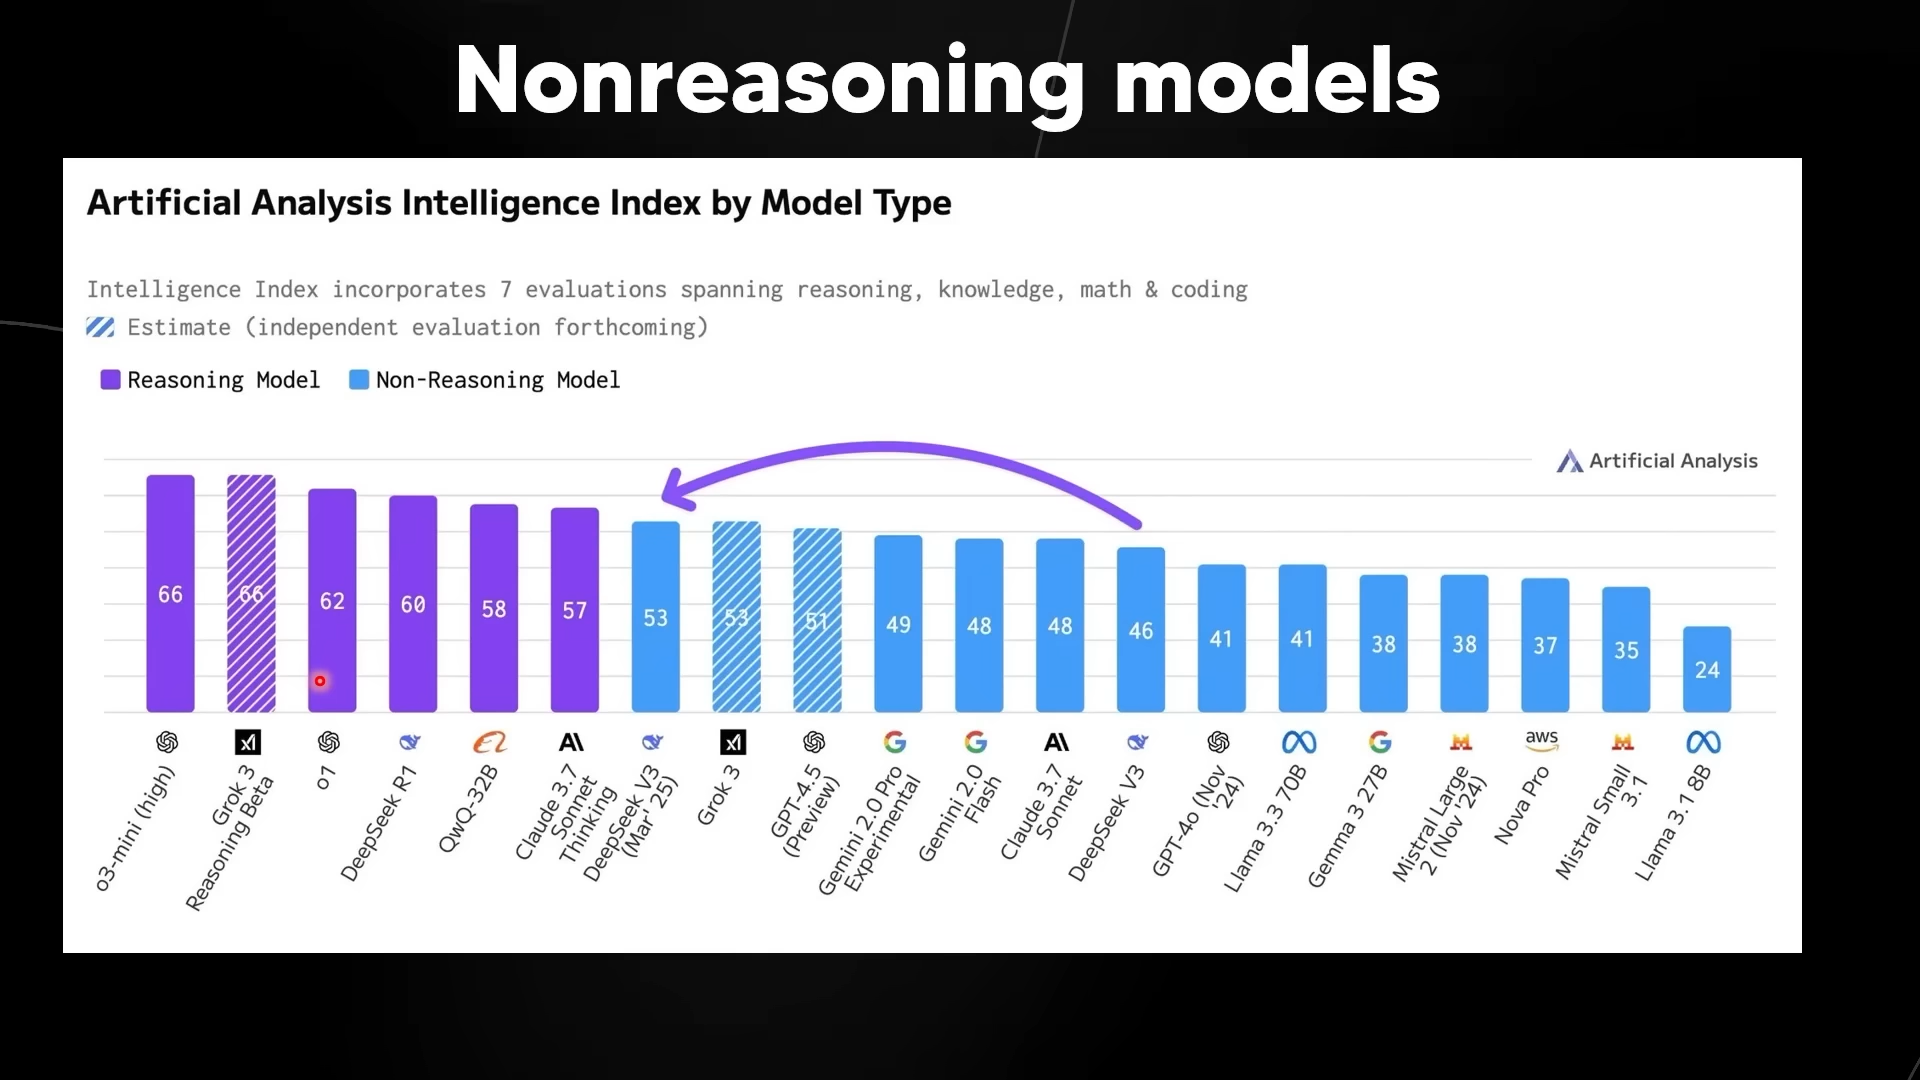 Nonreasoning models
Artificial Analysis Intelligence Index by Model Type
Intelligence Index incorporates 7 evaluations spanning reasoning, knowledge, math & coding
Estimate (independent evaluation forthcoming)
Reasoning Model Non-Reasoning Model
Artificial Analysis
66 66 62 60 58 57 53 53 51 49 48 48 46 41 41 38 38 37 35 24
aws
o3-mini (high)
Grok 3
Reasoning Beta
o1
DeepSeek R1
QwQ-32B
Claude 3.7
Sonnet
Thinking
DeepSeek V3
(Mar '25)
Grok 3
GPT-4.5
(Preview)
Gemini 2.0 Pro
Experimental
Gemini 2.0
Flash
Claude 3.7
Sonnet
DeepSeek V3
GPT-4o (Nov
'24)
Llama 3.3 70B
Gemma 3 27B
Mistral Large
2 (Nov '24)
Nova Pro
Mistral Small
3.1
Llama 3.1 8B